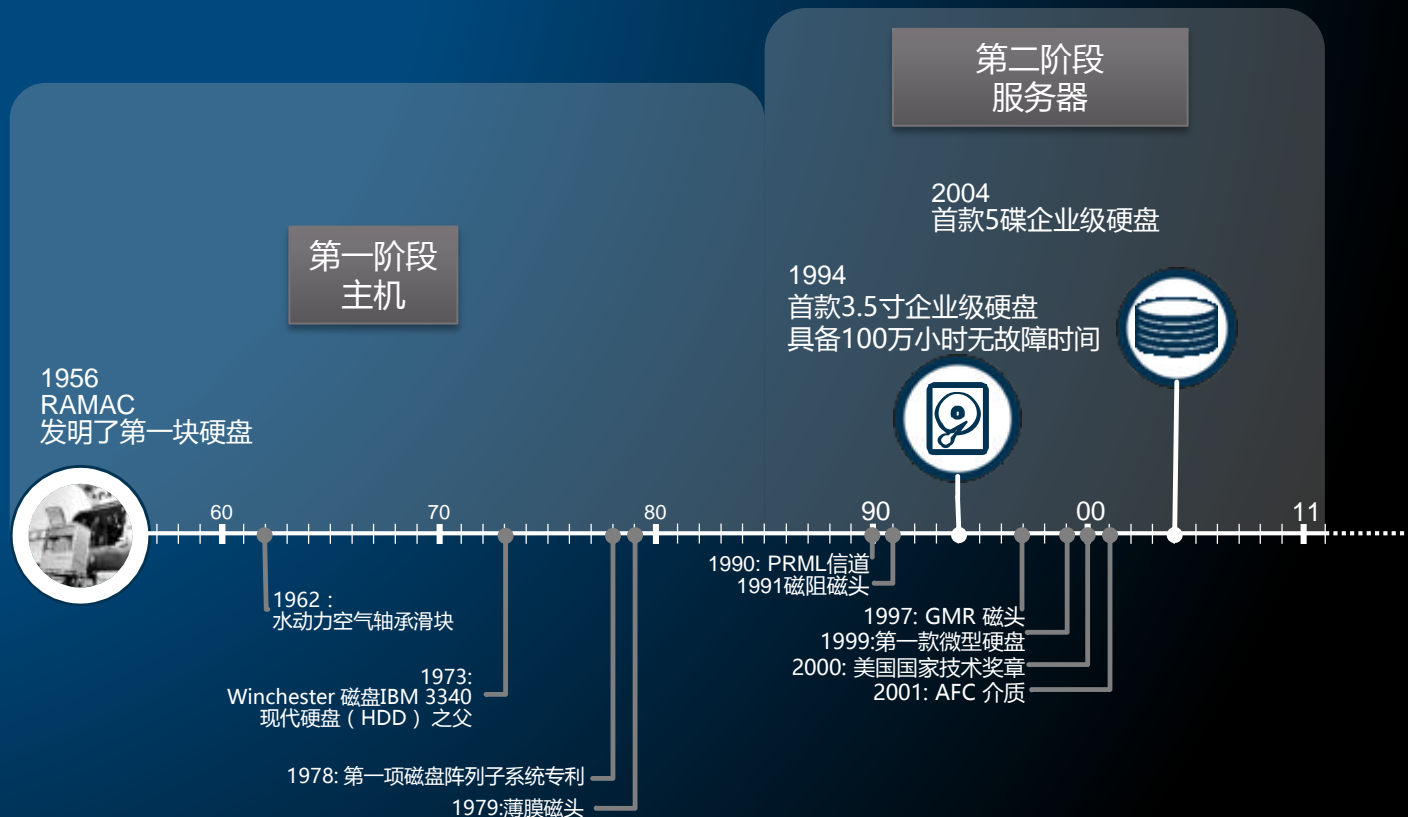 第二阶段
服务器
2004
首款5碟企业级硬盘
第一阶段
主机
1994
首款3.5寸企业级硬盘
具备100万小时无故障时间
1956
RAMAC
发明了第一块硬盘
60
70
80
90
00
11
1990: PRML信道
1991磁阻磁头
1962：
水动力空气轴承滑块
1997: GMR 磁头
1999:第一款微型硬盘
2000: 美国国家技术奖章
2001: AFC 介质
1973:
Winchester 磁盘IBM 3340
现代硬盘（HDD）之父
1978: 第一项磁盘阵列子系统专利
1979:薄膜磁头